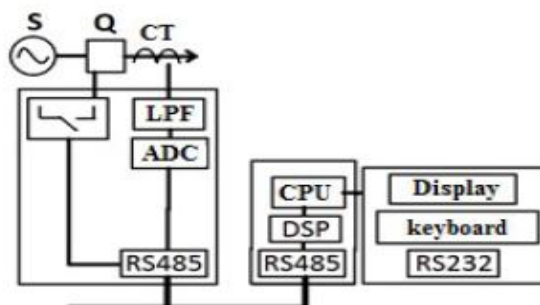 S
Q
CT
LPF
ADC
RS485
CPU
DSP
RS485
Display
keyboard
RS232